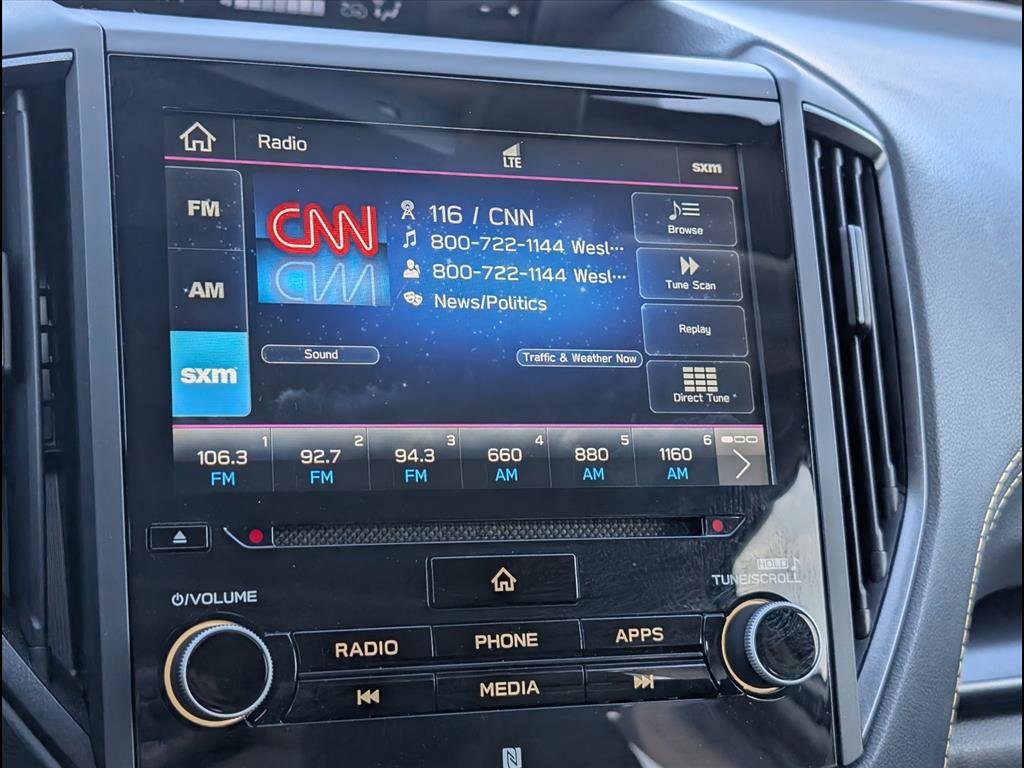 Radio
LTE
sxm
FM
AM
sxm
CNN
116 / CNN
800-722-1144 Wesl...
800-722-1144 Wesl...
News/Politics
Browse
Tune Scan
Replay
Direct Tune
Sound
Traffic & Weather Now
1 106.3 FM
2 92.7 FM
3 94.3 FM
4 660 AM
5 880 AM
6 1160 AM
/VOLUME
HOLD
TUNE/SCROLL
RADIO
PHONE
APPS
MEDIA
N